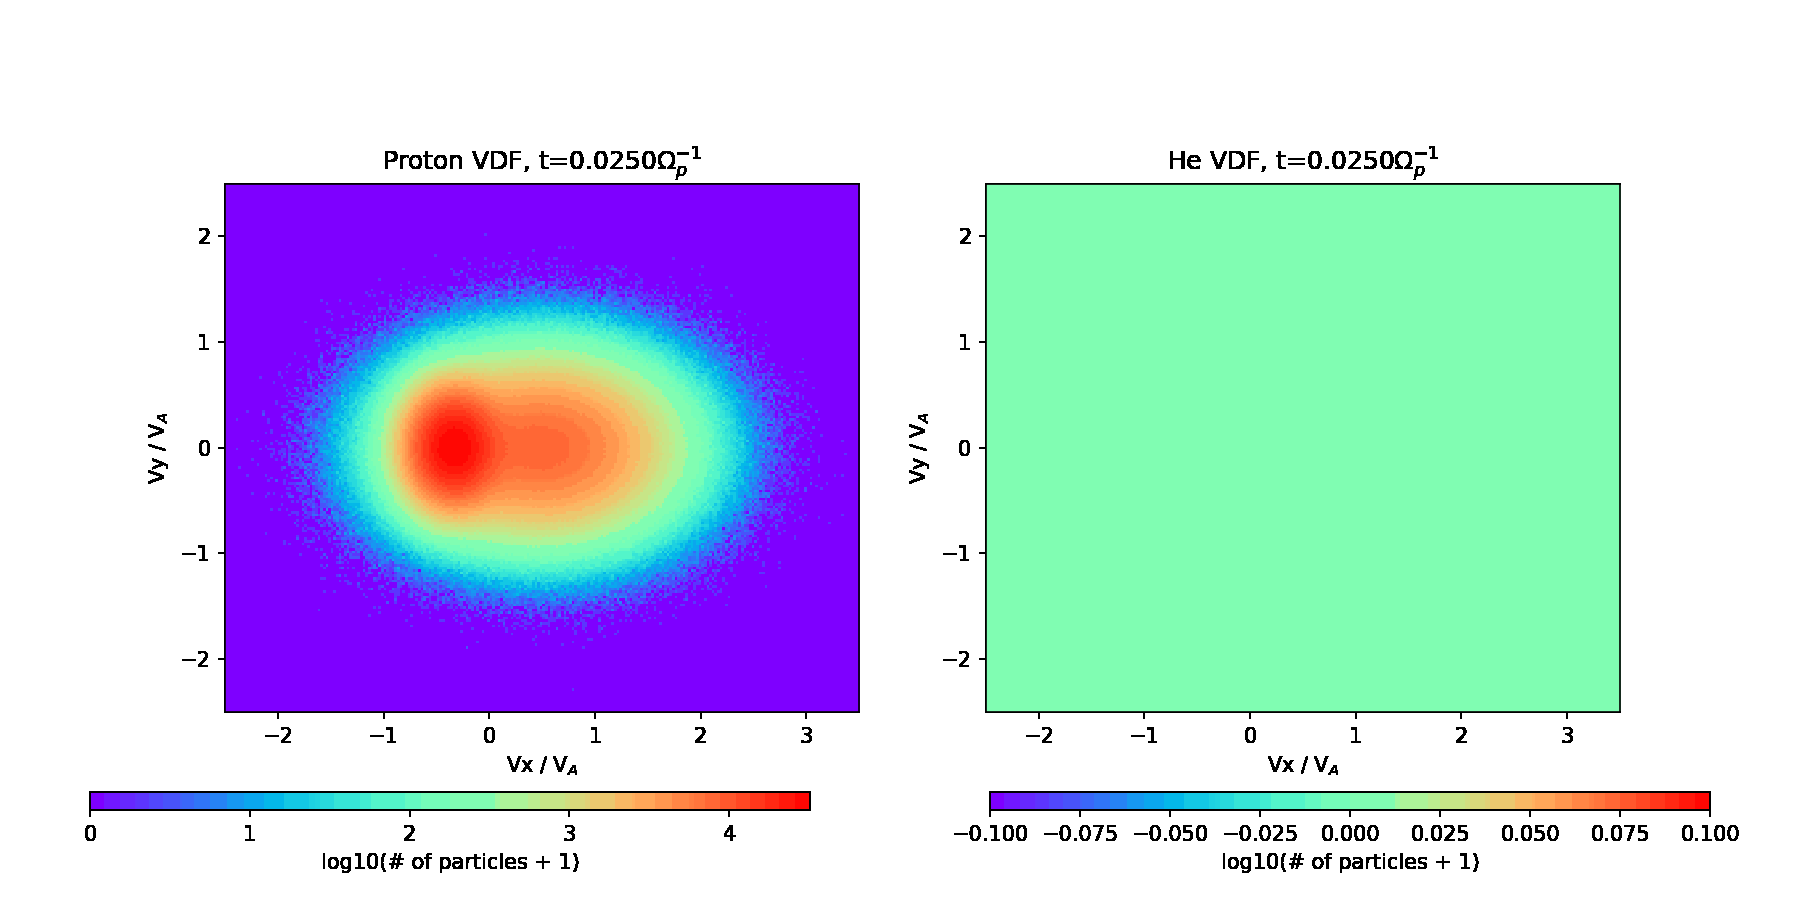 Proton VDF, t=0.0250Ω_p^{−1}
2
1
0
−1
−2
Vy / V_A
−2 −1 0 1 2 3
Vx / V_A
0 1 2 3 4
log10(# of particles + 1)
He VDF, t=0.0250Ω_p^{−1}
2
1
0
−1
−2
Vy / V_A
−2 −1 0 1 2 3
Vx / V_A
−0.100 −0.075 −0.050 −0.025 0.000 0.025 0.050 0.075 0.100
log10(# of particles + 1)